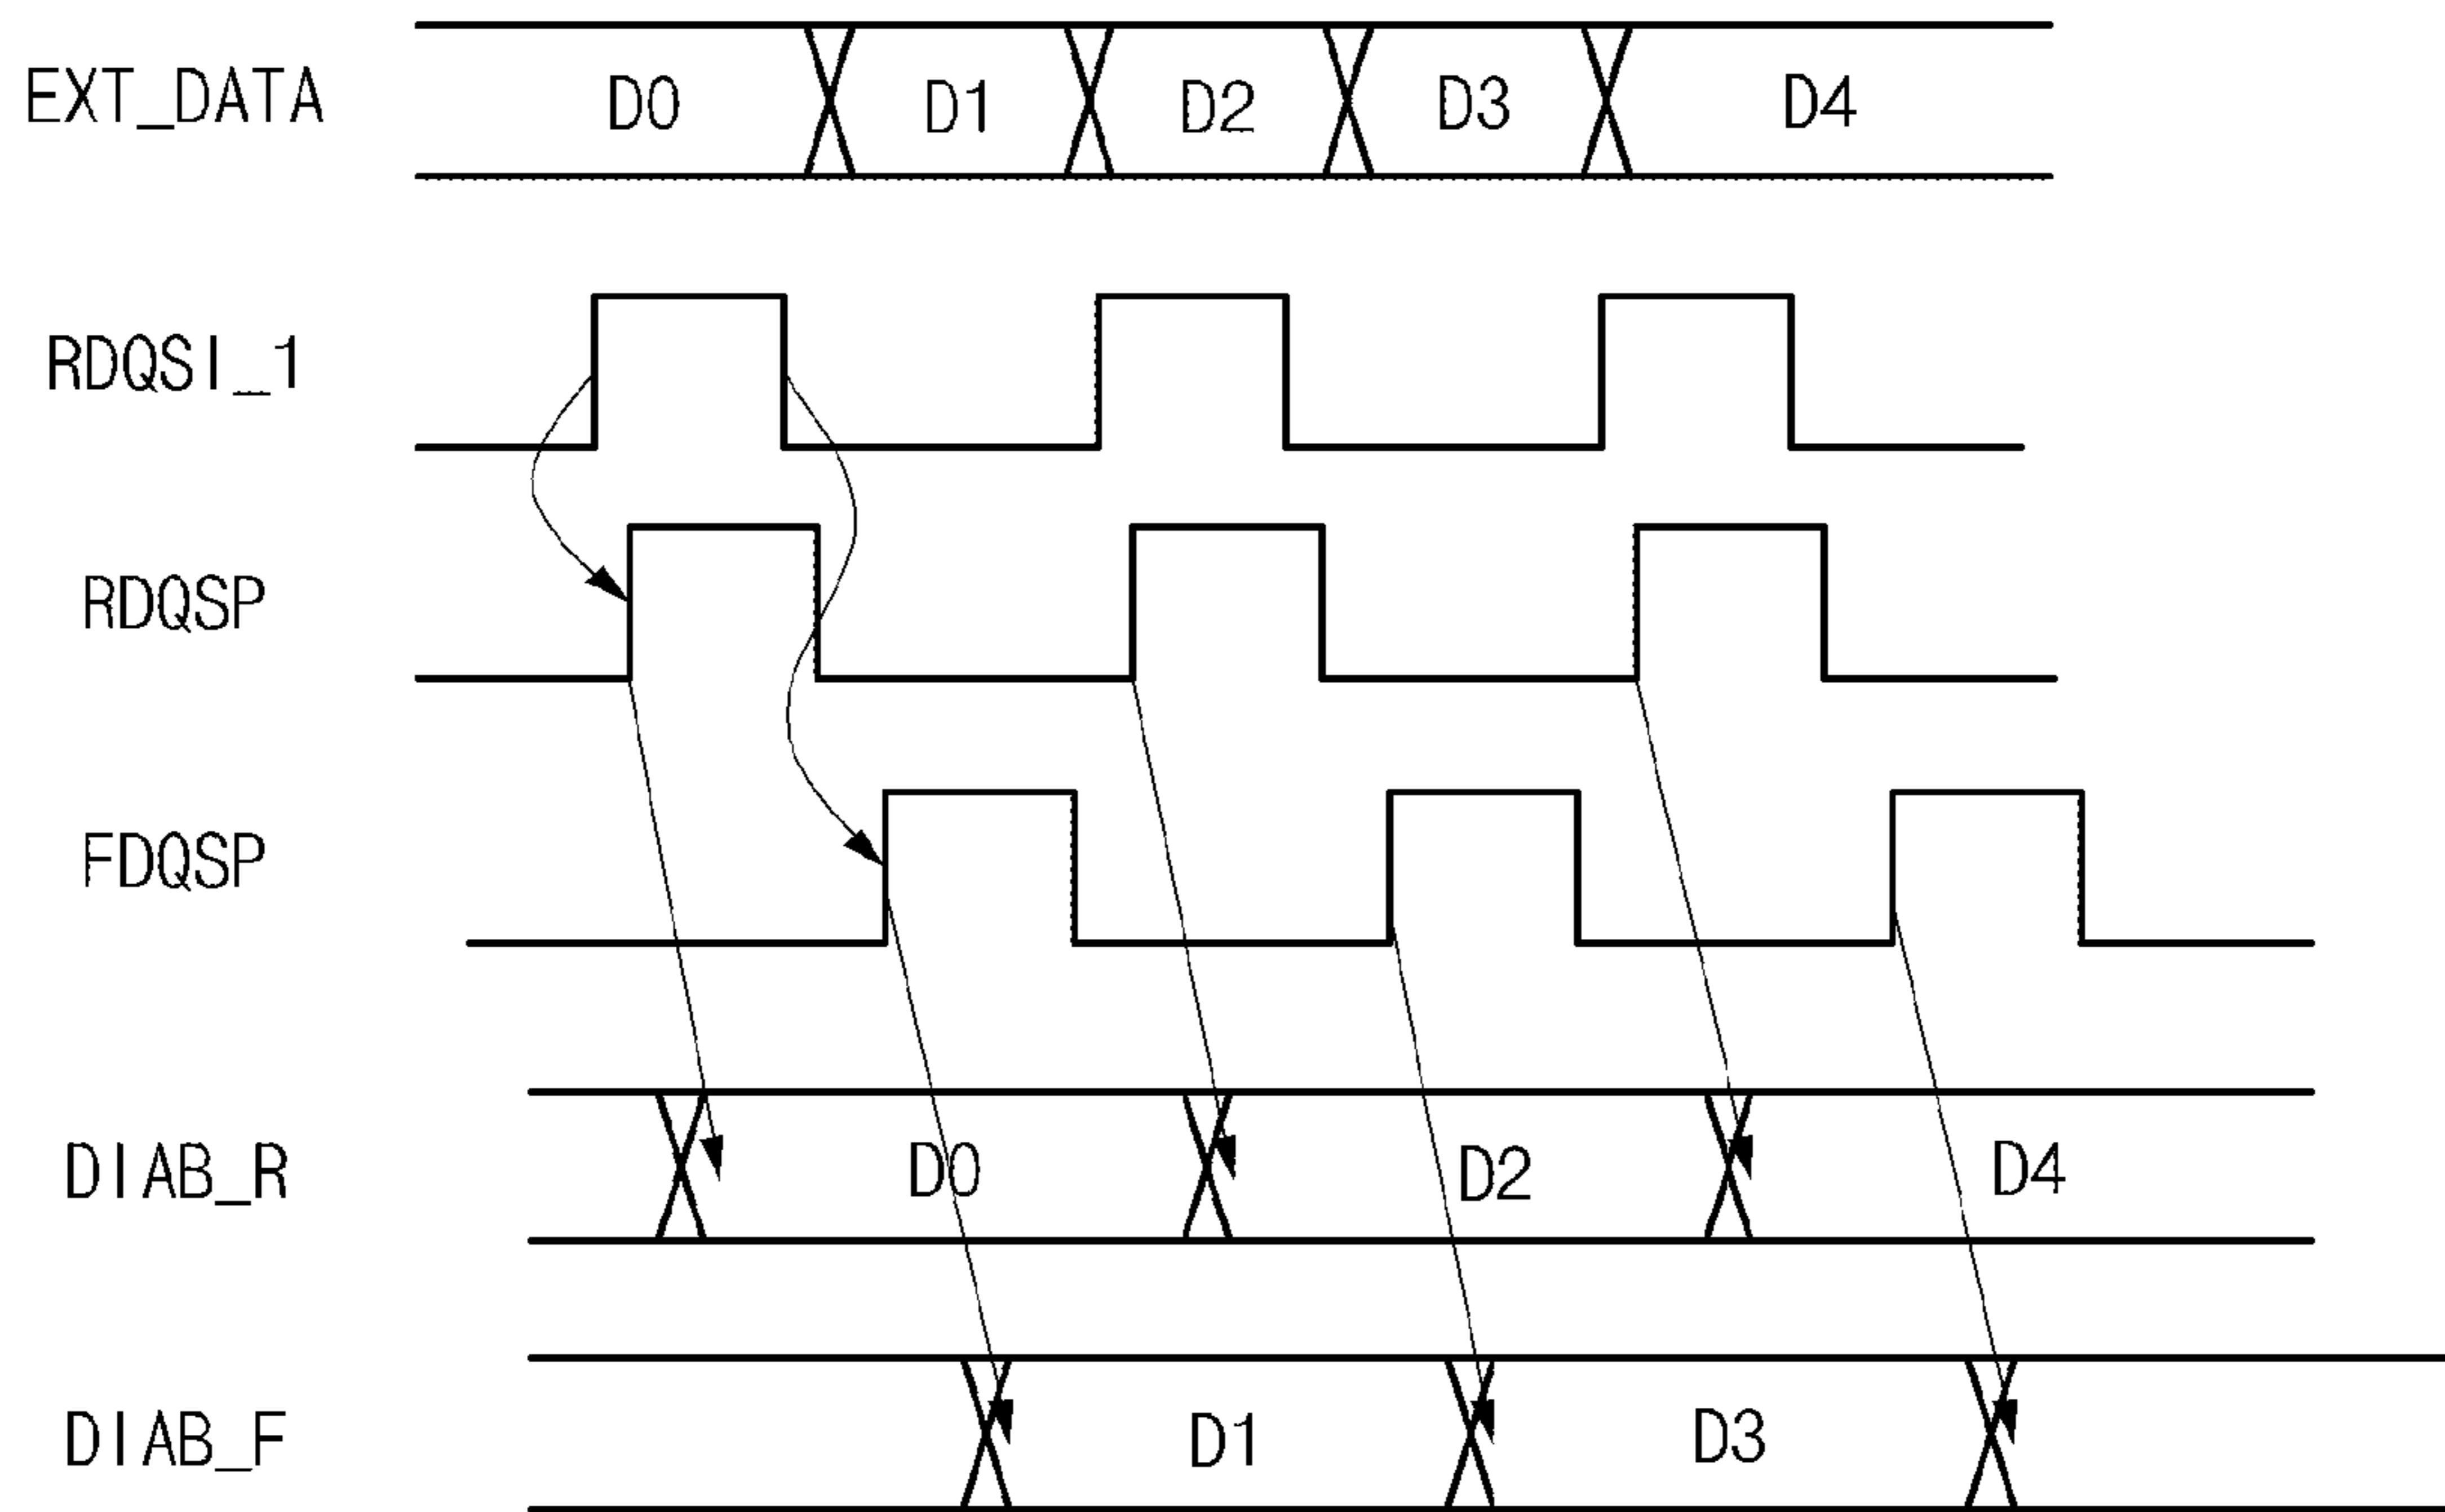 EXT_DATA D0 D1 D2 D3 D4
RDQSI_1
RDQSP
FDQSP
DIAB_R D0 D2 D4
DIAB_F D1 D3